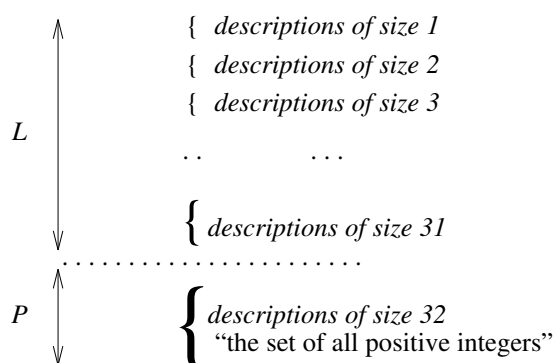 { descriptions of size 1
{ descriptions of size 2
{ descriptions of size 3
L
. . . . .
{ descriptions of size 31
. . . . . . . . . . . . . . . . . . . . . . .
P
{ descriptions of size 32
“the set of all positive integers”